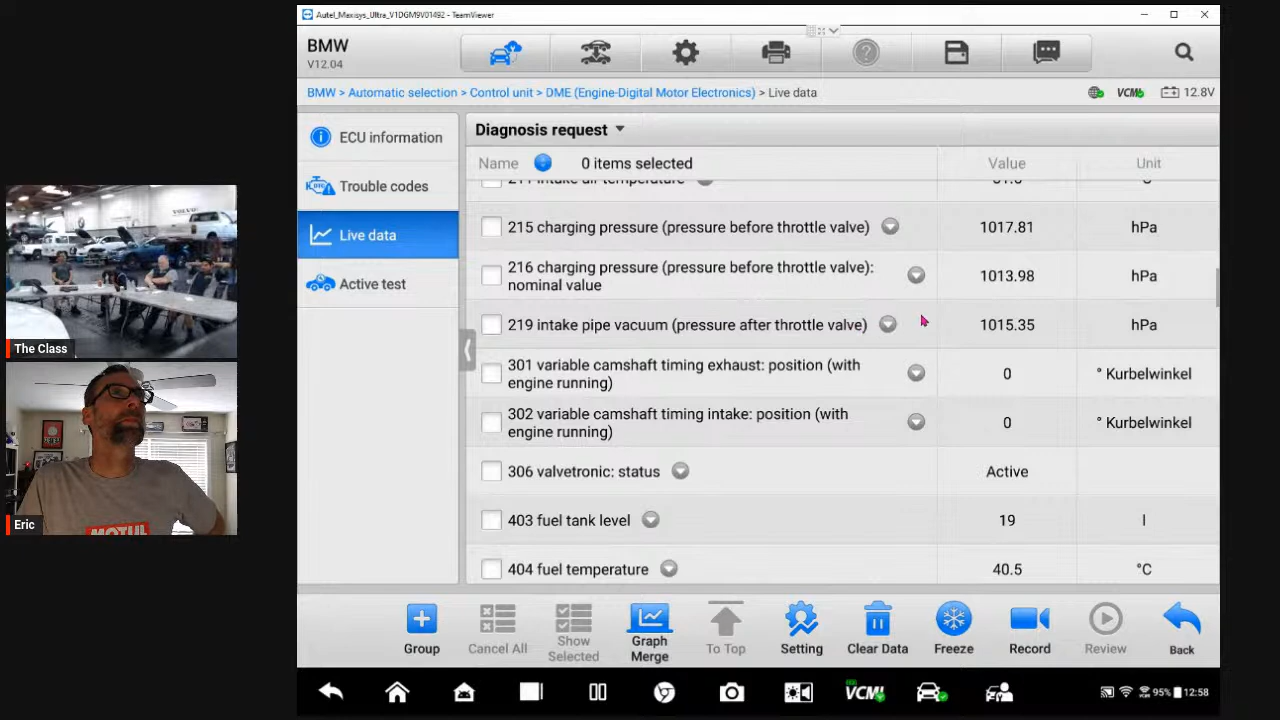 Autel_Maxisys_Ultra_V1DGM9V01492 - TeamViewer
BMW
V12.04
BMW > Automatic selection > Control unit > DME (Engine-Digital Motor Electronics) > Live data
VCMI
12.8V
ECU information
Trouble codes
Live data
Active test
Diagnosis request
Name 0 items selected Value Unit
211 intake air temperature
215 charging pressure (pressure before throttle valve) 1017.81 hPa
216 charging pressure (pressure before throttle valve):
nominal value 1013.98 hPa
219 intake pipe vacuum (pressure after throttle valve) 1015.35 hPa
301 variable camshaft timing exhaust: position (with
engine running) 0 ° Kurbelwinkel
302 variable camshaft timing intake: position (with
engine running) 0 ° Kurbelwinkel
306 valvetronic: status Active
403 fuel tank level 19 l
404 fuel temperature 40.5 °C
Group
Cancel All
Show
Selected
Graph
Merge
To Top
Setting
Clear Data
Freeze
Record
Review
Back
VCMI
95% 12:58
VOLVO
The Class
MOTUL
Eric